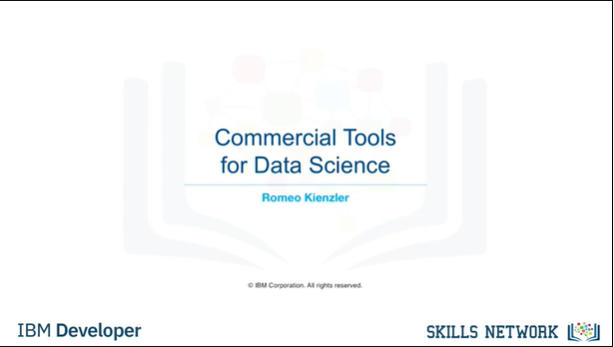 Commercial Tools
for Data Science
Romeo Kienzler
© IBM Corporation. All rights reserved.
IBM Developer
SKILLS NETWORK